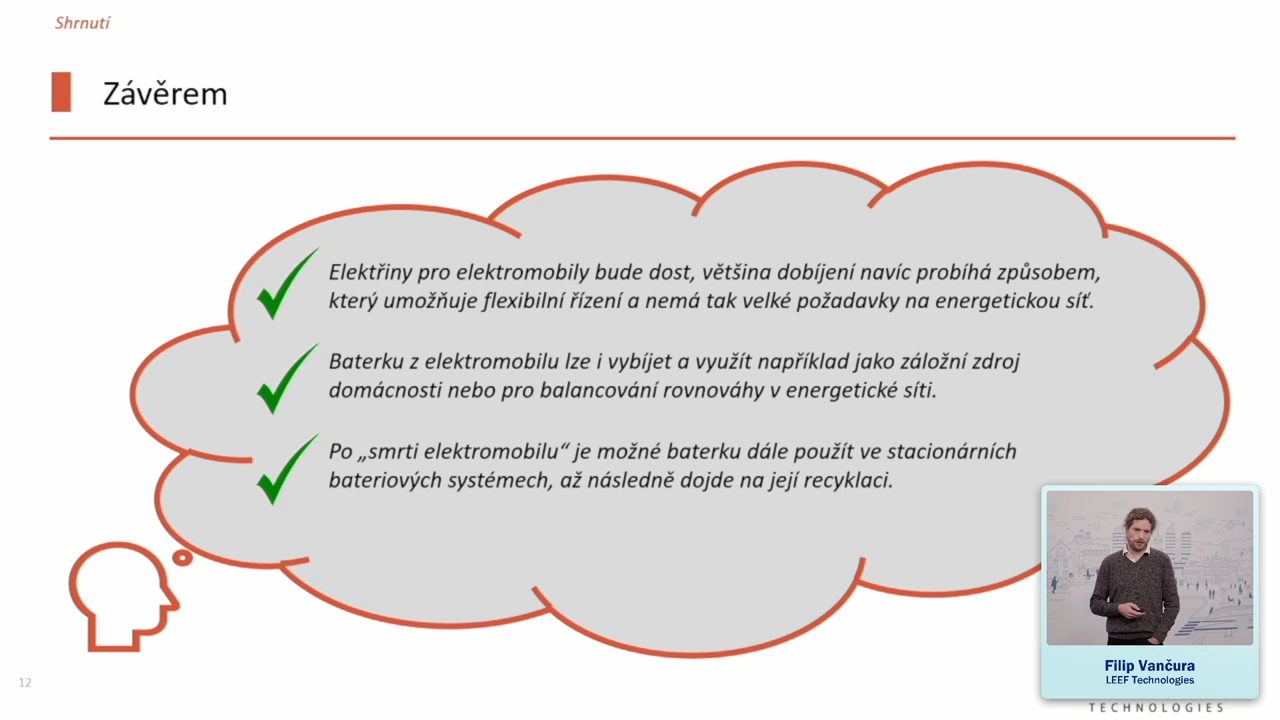 Shrnutí
Závěrem
Elektřiny pro elektromobily bude dost, většina dobíjení navíc probíhá způsobem,
který umožňuje flexibilní řízení a nemá tak velké požadavky na energetickou síť.
Baterku z elektromobilu lze i vybíjet a využít například jako záložní zdroj
domácnosti nebo pro balancování rovnováhy v energetické síti.
Po „smrti elektromobilu“ je možné baterku dále použít ve stacionárních
bateriových systémech, až následně dojde na její recyklaci.
Filip Vančura
LEEF Technologies
12
TECHNOLOGIES